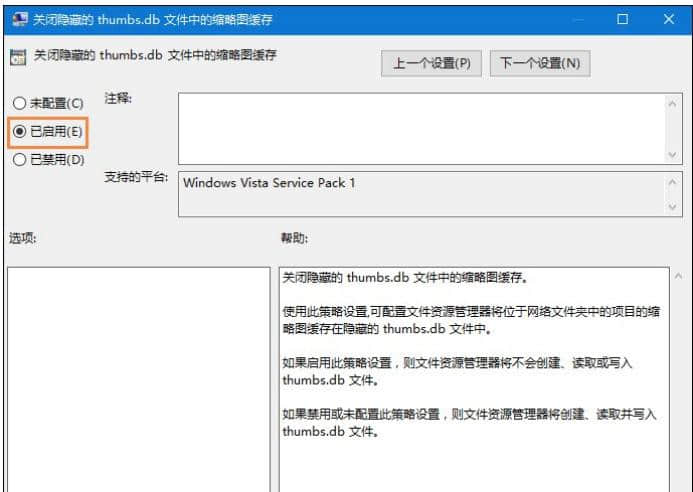 关闭隐藏的 thumbs.db 文件中的缩略图缓存
关闭隐藏的 thumbs.db 文件中的缩略图缓存
上一个设置(P)
下一个设置(N)
未配置(C)
注释:
已启用(E)
已禁用(D)
支持的平台:
Windows Vista Service Pack 1
选项:
帮助:
关闭隐藏的 thumbs.db 文件中的缩略图缓存。
使用此策略设置,可配置文件资源管理器将位于网络文件夹中的项目的缩
略图缓存在隐藏的 thumbs.db 文件中。
如果启用此策略设置，则文件资源管理器将不会创建、读取或写入
thumbs.db 文件。
如果禁用或未配置此策略设置，则文件资源管理器将创建、读取并写入
thumbs.db 文件。